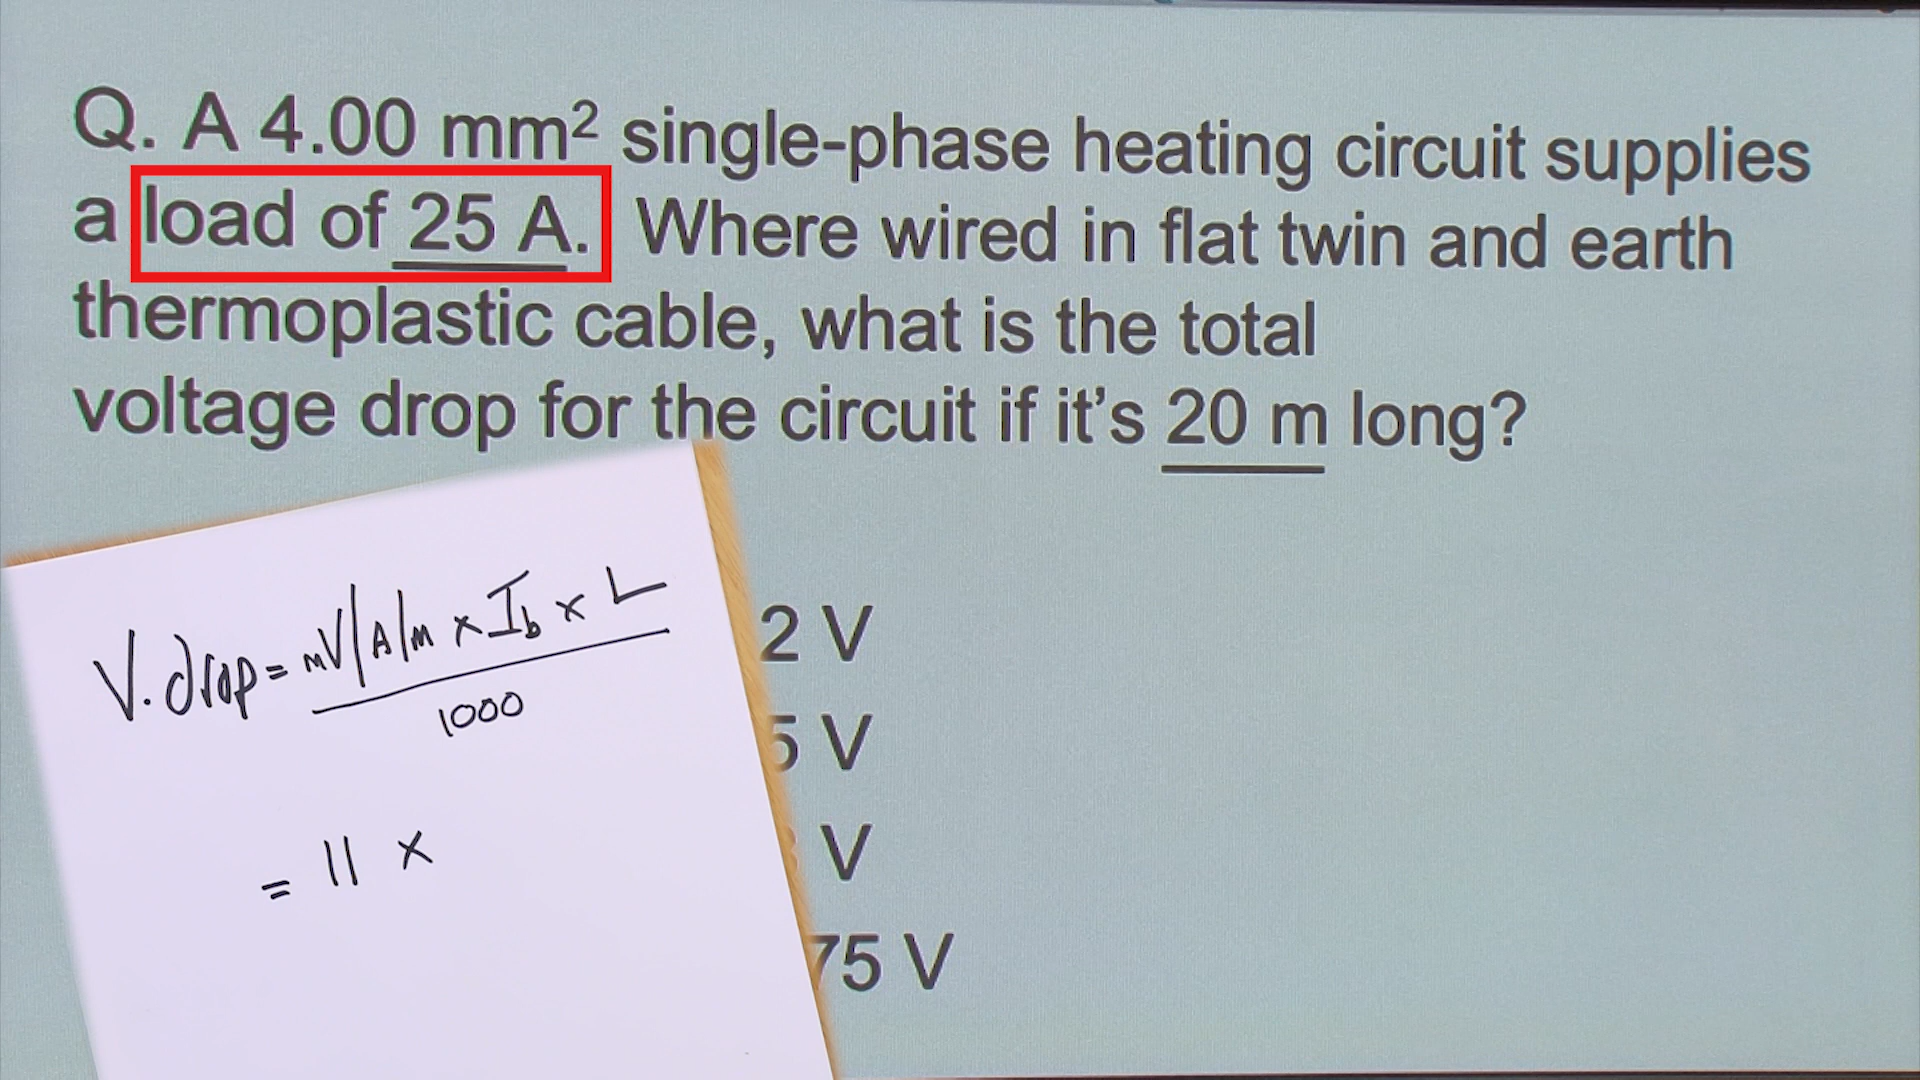 Q. A 4.00 mm² single-phase heating circuit supplies
a load of 25 A. Where wired in flat twin and earth
thermoplastic cable, what is the total
voltage drop for the circuit if it’s 20 m long?
V. drop = mV/A/m x Ib x L
1000
= 11 x
2 V
5 V
V
75 V